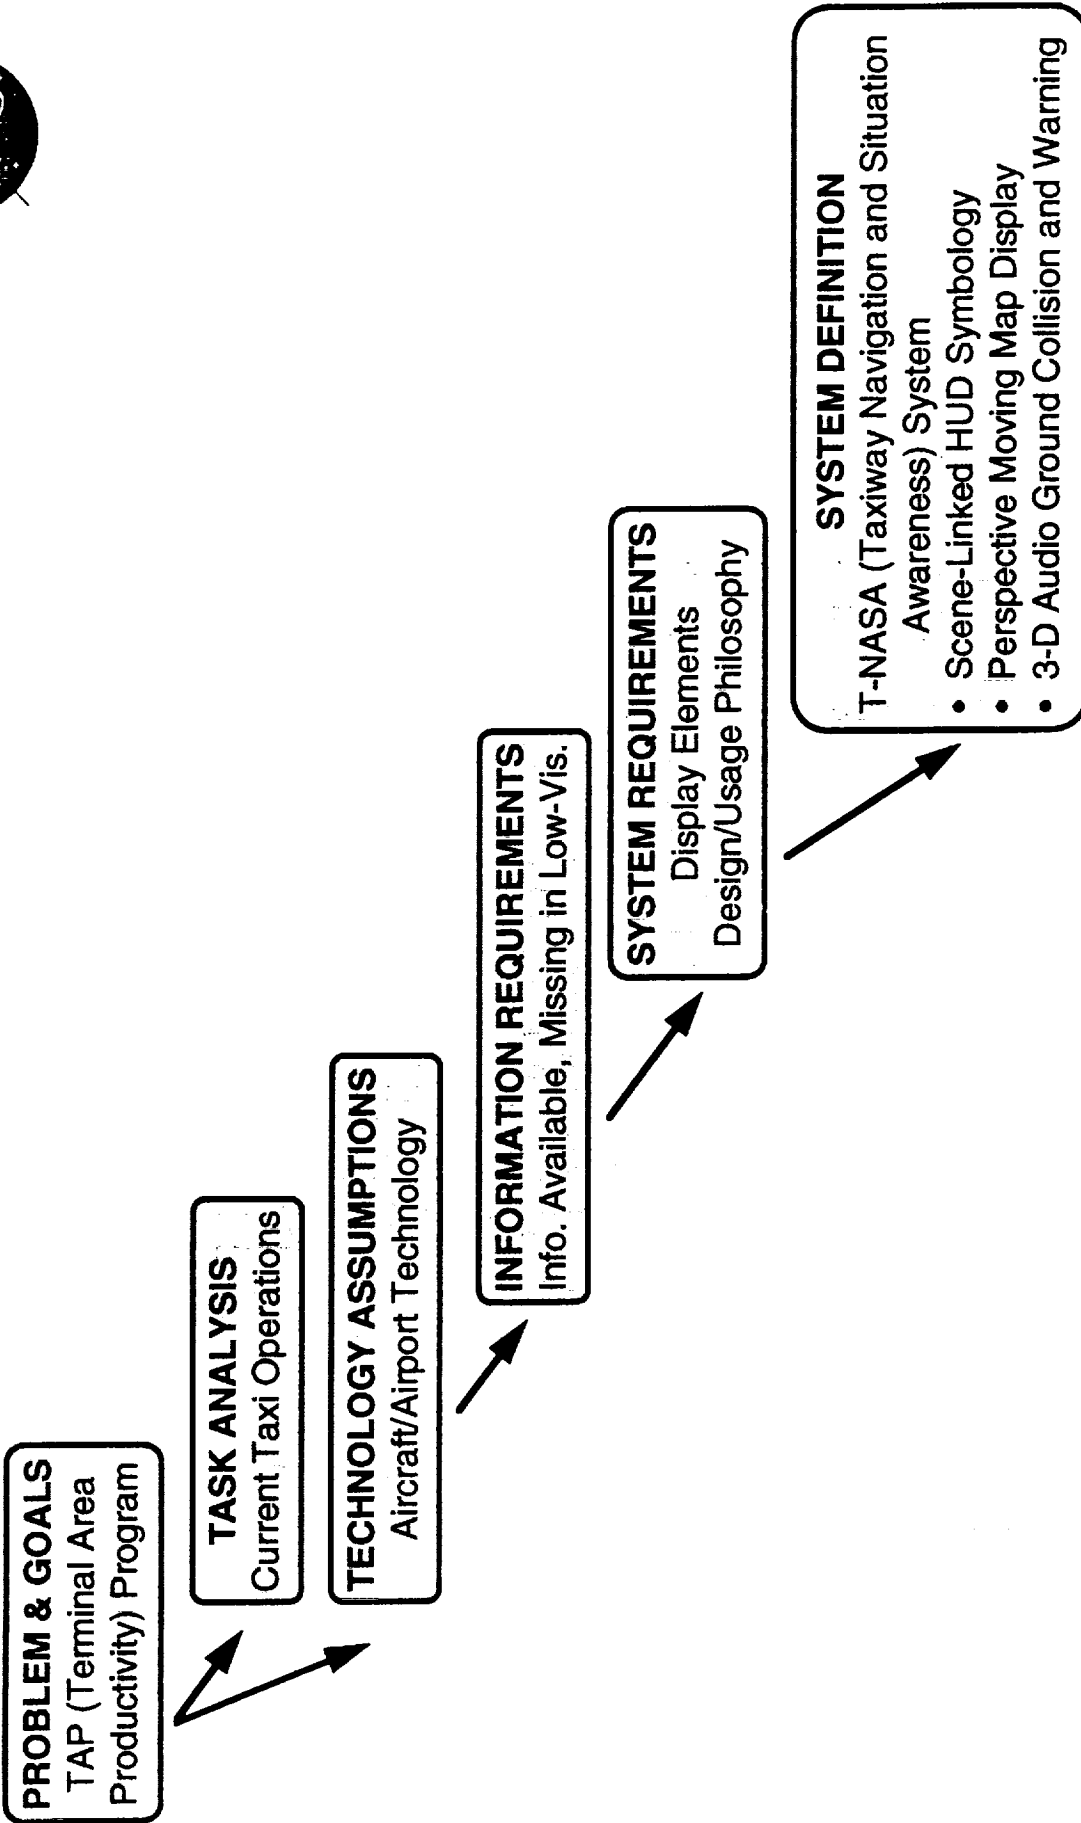 PROBLEM & GOALS
TAP (Terminal Area
Productivity) Program
TASK ANALYSIS
Current Taxi Operations
TECHNOLOGY ASSUMPTIONS
Aircraft/Airport Technology
INFORMATION REQUIREMENTS
Info. Available, Missing in Low-Vis.
SYSTEM REQUIREMENTS
Display Elements
Design/Usage Philosophy
SYSTEM DEFINITION
T-NASA (Taxiway Navigation and Situation
Awareness) System
• Scene-Linked HUD Symbology
• Perspective Moving Map Display
• 3-D Audio Ground Collision and Warning